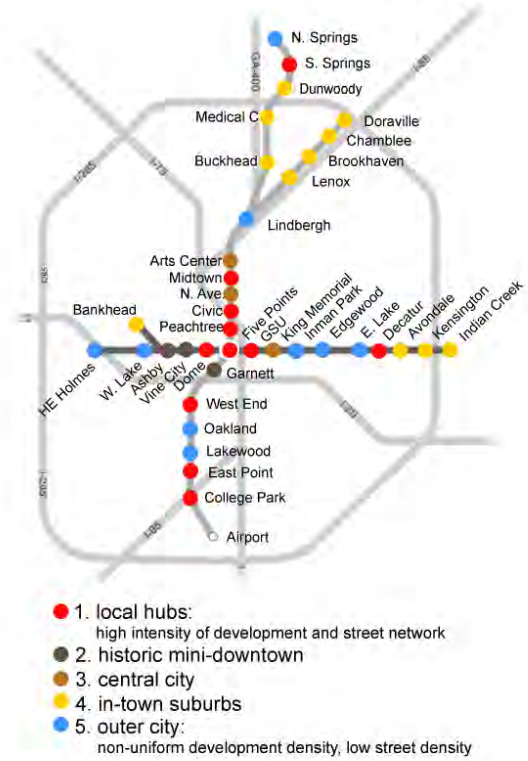 N. Springs
S. Springs
GA-400
I-85
Dunwoody
Medical C
Doraville
Chamblee
I-75
Buckhead
Brookhaven
I-285
Lenox
Lindbergh
Arts Center
Midtown
N. Ave.
Civic
Peachtree
Bankhead
Five Points
GSU
King Memorial
Inman Park
Edgewood
E. Lake
Decatur
Avondale
Kensington
Indian Creek
HE Holmes
W. Lake
Ashby
Vine City
Dome
Garnett
West End
Oakland
Lakewood
East Point
College Park
I-285
I-85
Airport
1. local hubs:
high intensity of development and street network
2. historic mini-downtown
3. central city
4. in-town suburbs
5. outer city:
non-uniform development density, low street density